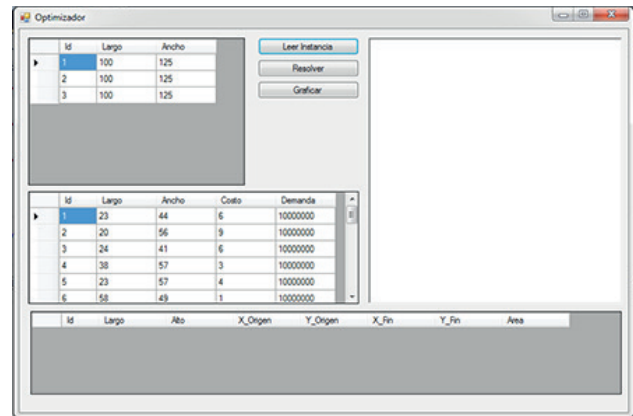 Optimizador
Id Largo Ancho
1 100 125
2 100 125
3 100 125
Leer Instancia
Resolver
Graficar
Id Largo Ancho Costo Demanda
1 23 44 6 10000000
2 20 56 9 10000000
3 24 41 6 10000000
4 38 57 3 10000000
5 23 57 4 10000000
6 58 49 1 10000000
Id Largo Alto X_Origen Y_Origen X_Fin Y_Fin Area